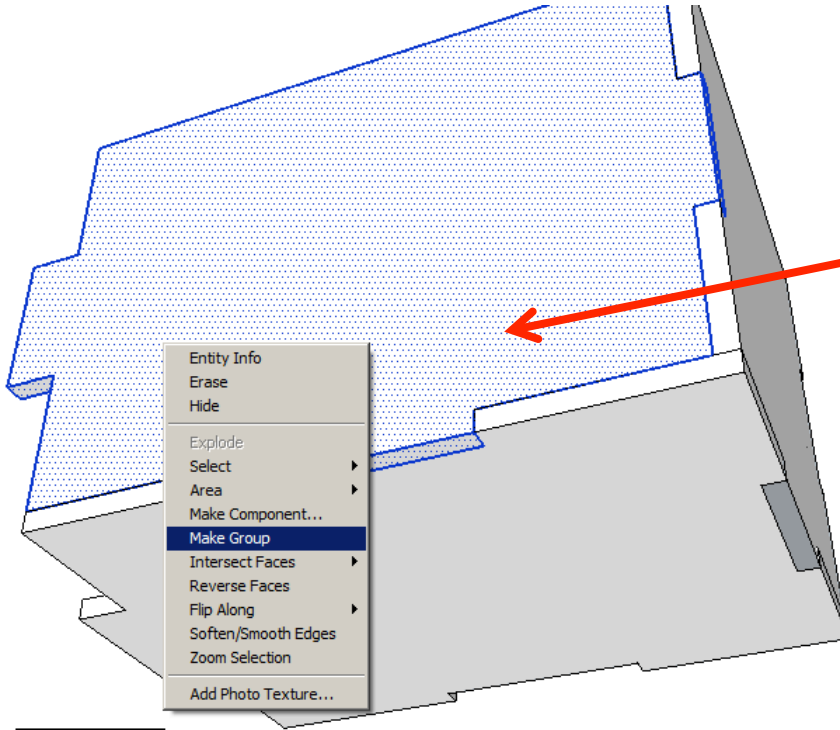 Entity Info
Erase
Hide
Explode
Select
Area
Make Component...
Make Group
Intersect Faces
Reverse Faces
Flip Along
Soften/Smooth Edges
Zoom Selection
Add Photo Texture...